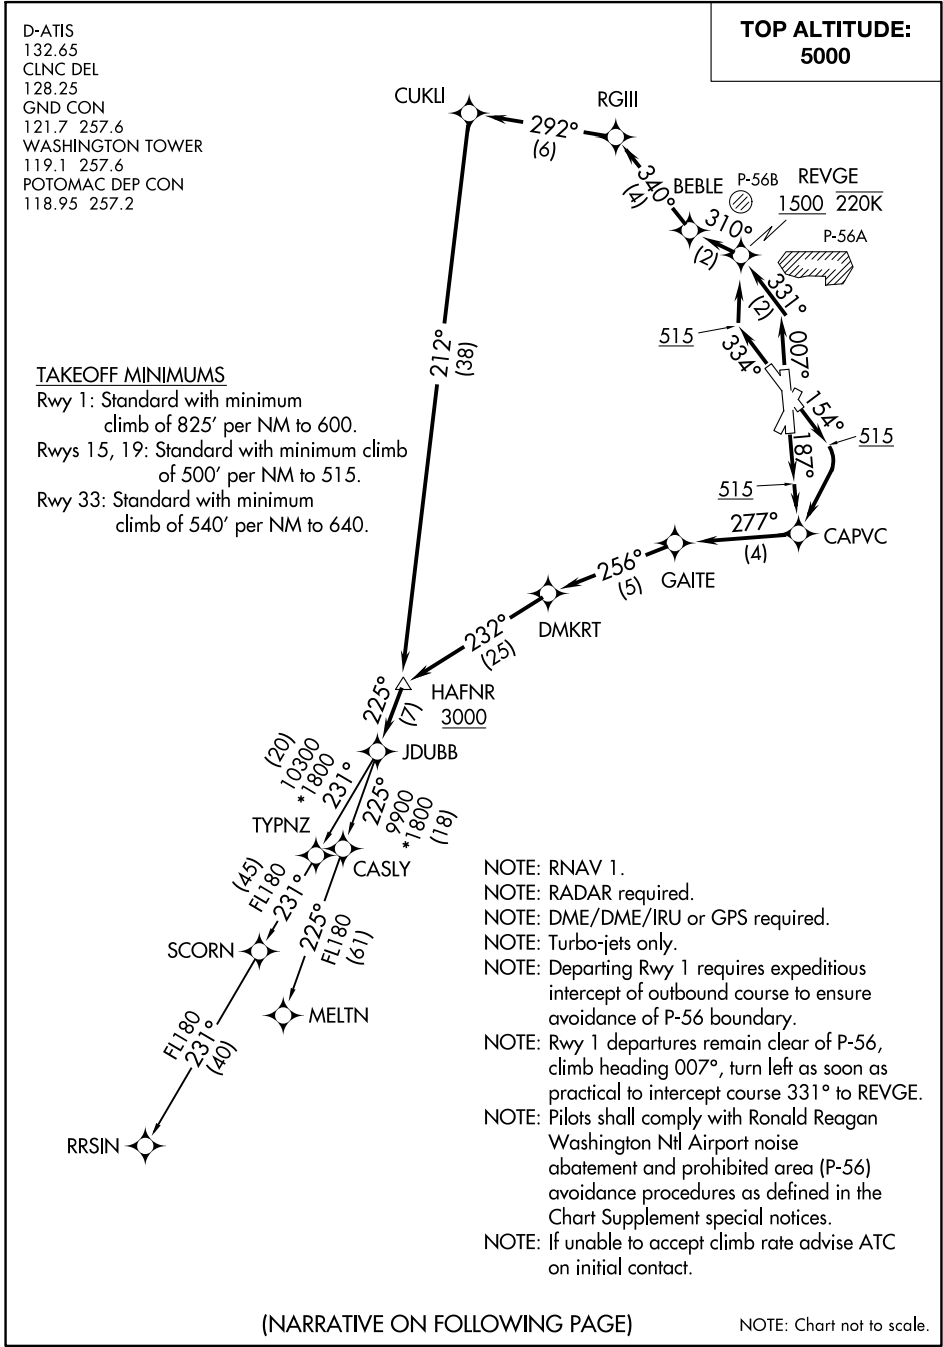 D-ATIS
132.65
CLNC DEL
128.25
GND CON
121.7 257.6
WASHINGTON TOWER
119.1 257.6
POTOMAC DEP CON
118.95 257.2
TOP ALTITUDE:
5000
CUKLI
RGIII
292°
(6)
340°
(4)
BEBLE
P-56B
REVGE
1500 220K
310°
(2)
P-56A
331°
(2)
515
334°
007°
212°
(38)
154°
515
187°
515
TAKEOFF MINIMUMS
Rwy 1: Standard with minimum
climb of 825' per NM to 600.
Rwys 15, 19: Standard with minimum climb
of 500' per NM to 515.
Rwy 33: Standard with minimum
climb of 540' per NM to 640.
CAPVC
277°
(4)
GAITE
256°
(5)
DMKRT
232°
(25)
HAFNR
3000
225°
(7)
JDUBB
(20)
10300
*1800
231°
225°
9900
*1800
(18)
TYPNZ
CASLY
(45)
FL180
231°
225°
FL180
(61)
SCORN
MELTN
FL180
231°
(40)
RRSIN
NOTE: RNAV 1.
NOTE: RADAR required.
NOTE: DME/DME/IRU or GPS required.
NOTE: Turbo-jets only.
NOTE: Departing Rwy 1 requires expeditious
intercept of outbound course to ensure
avoidance of P-56 boundary.
NOTE: Rwy 1 departures remain clear of P-56,
climb heading 007°, turn left as soon as
practical to intercept course 331° to REVGE.
NOTE: Pilots shall comply with Ronald Reagan
Washington Ntl Airport noise
abatement and prohibited area (P-56)
avoidance procedures as defined in the
Chart Supplement special notices.
NOTE: If unable to accept climb rate advise ATC
on initial contact.
(NARRATIVE ON FOLLOWING PAGE)
NOTE: Chart not to scale.